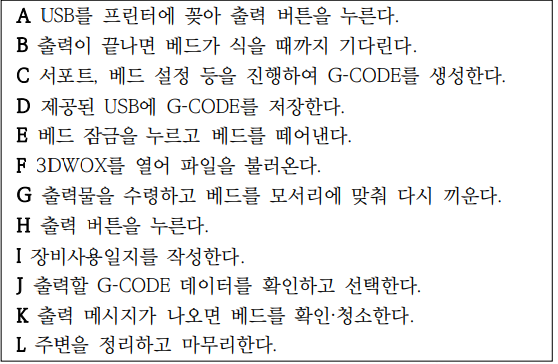 A USB를 프린터에 꽂아 출력 버튼을 누른다.
B 출력이 끝나면 베드가 식을 때까지 기다린다.
C 서포트, 베드 설정 등을 진행하여 G-CODE를 생성한다.
D 제공된 USB에 G-CODE를 저장한다.
E 베드 잠금을 누르고 베드를 떼어낸다.
F 3DWOX를 열어 파일을 불러온다.
G 출력물을 수령하고 베드를 모서리에 맞춰 다시 끼운다.
H 출력 버튼을 누른다.
I 장비사용일지를 작성한다.
J 출력할 G-CODE 데이터를 확인하고 선택한다.
K 출력 메시지가 나오면 베드를 확인·청소한다.
L 주변을 정리하고 마무리한다.